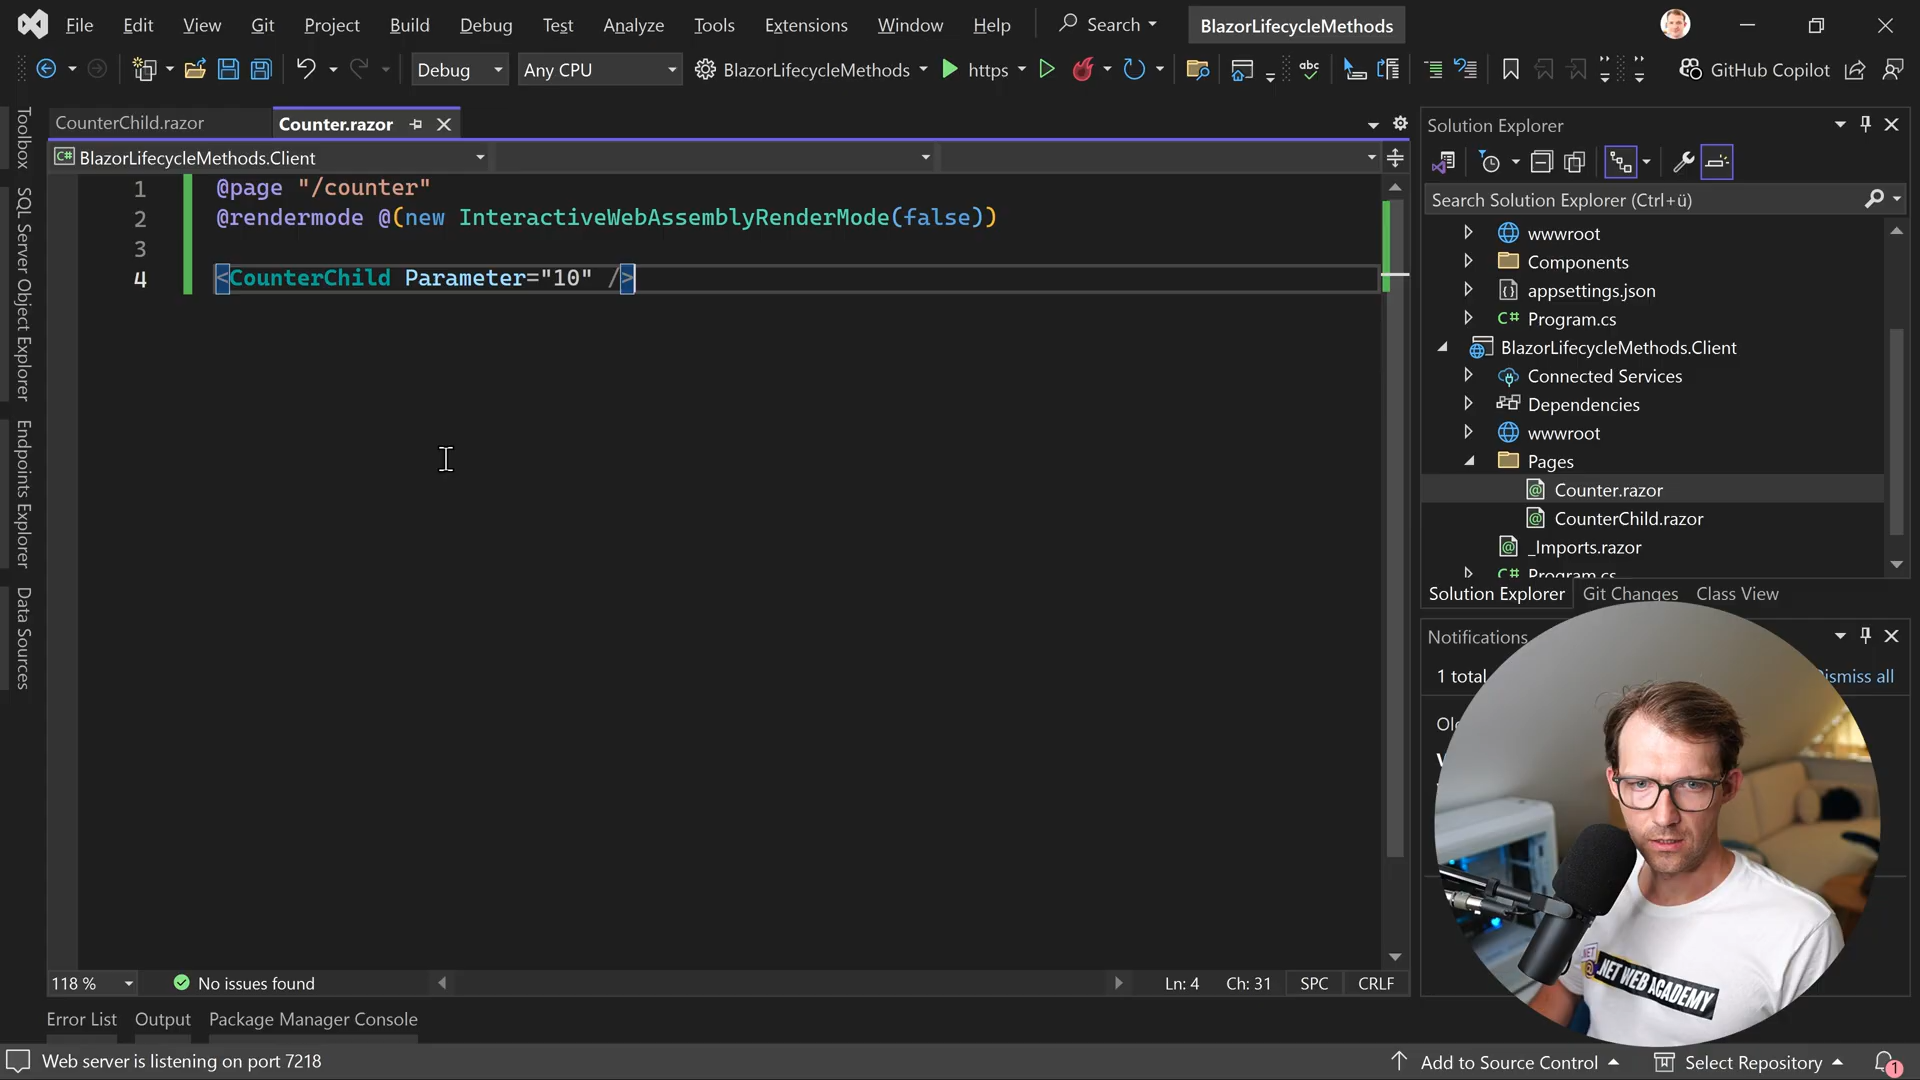 File Edit View Git Project Build Debug Test Analyze Tools Extensions Window Help Search BlazorLifecycleMethods
Debug Any CPU BlazorLifecycleMethods https GitHub Copilot
CounterChild.razor Counter.razor
BlazorLifecycleMethods.Client
1 @page "/counter"
2 @rendermode @(new InteractiveWebAssemblyRenderMode(false))
3
4 <CounterChild Parameter="10" />
Toolbox
SQL Server Object Explorer
Endpoints Explorer
Data Sources
Solution Explorer
Search Solution Explorer (Ctrl+ü)
wwwroot
Components
appsettings.json
C# Program.cs
BlazorLifecycleMethods.Client
Connected Services
Dependencies
wwwroot
Pages
Counter.razor
CounterChild.razor
_Imports.razor
C# Program.cs
Solution Explorer Git Changes Class View
Notifications
1 total Dismiss all
.NET WEB ACADEMY
118 % No issues found Ln: 4 Ch: 31 SPC CRLF
Error List Output Package Manager Console
Web server is listening on port 7218 Add to Source Control Select Repository 1